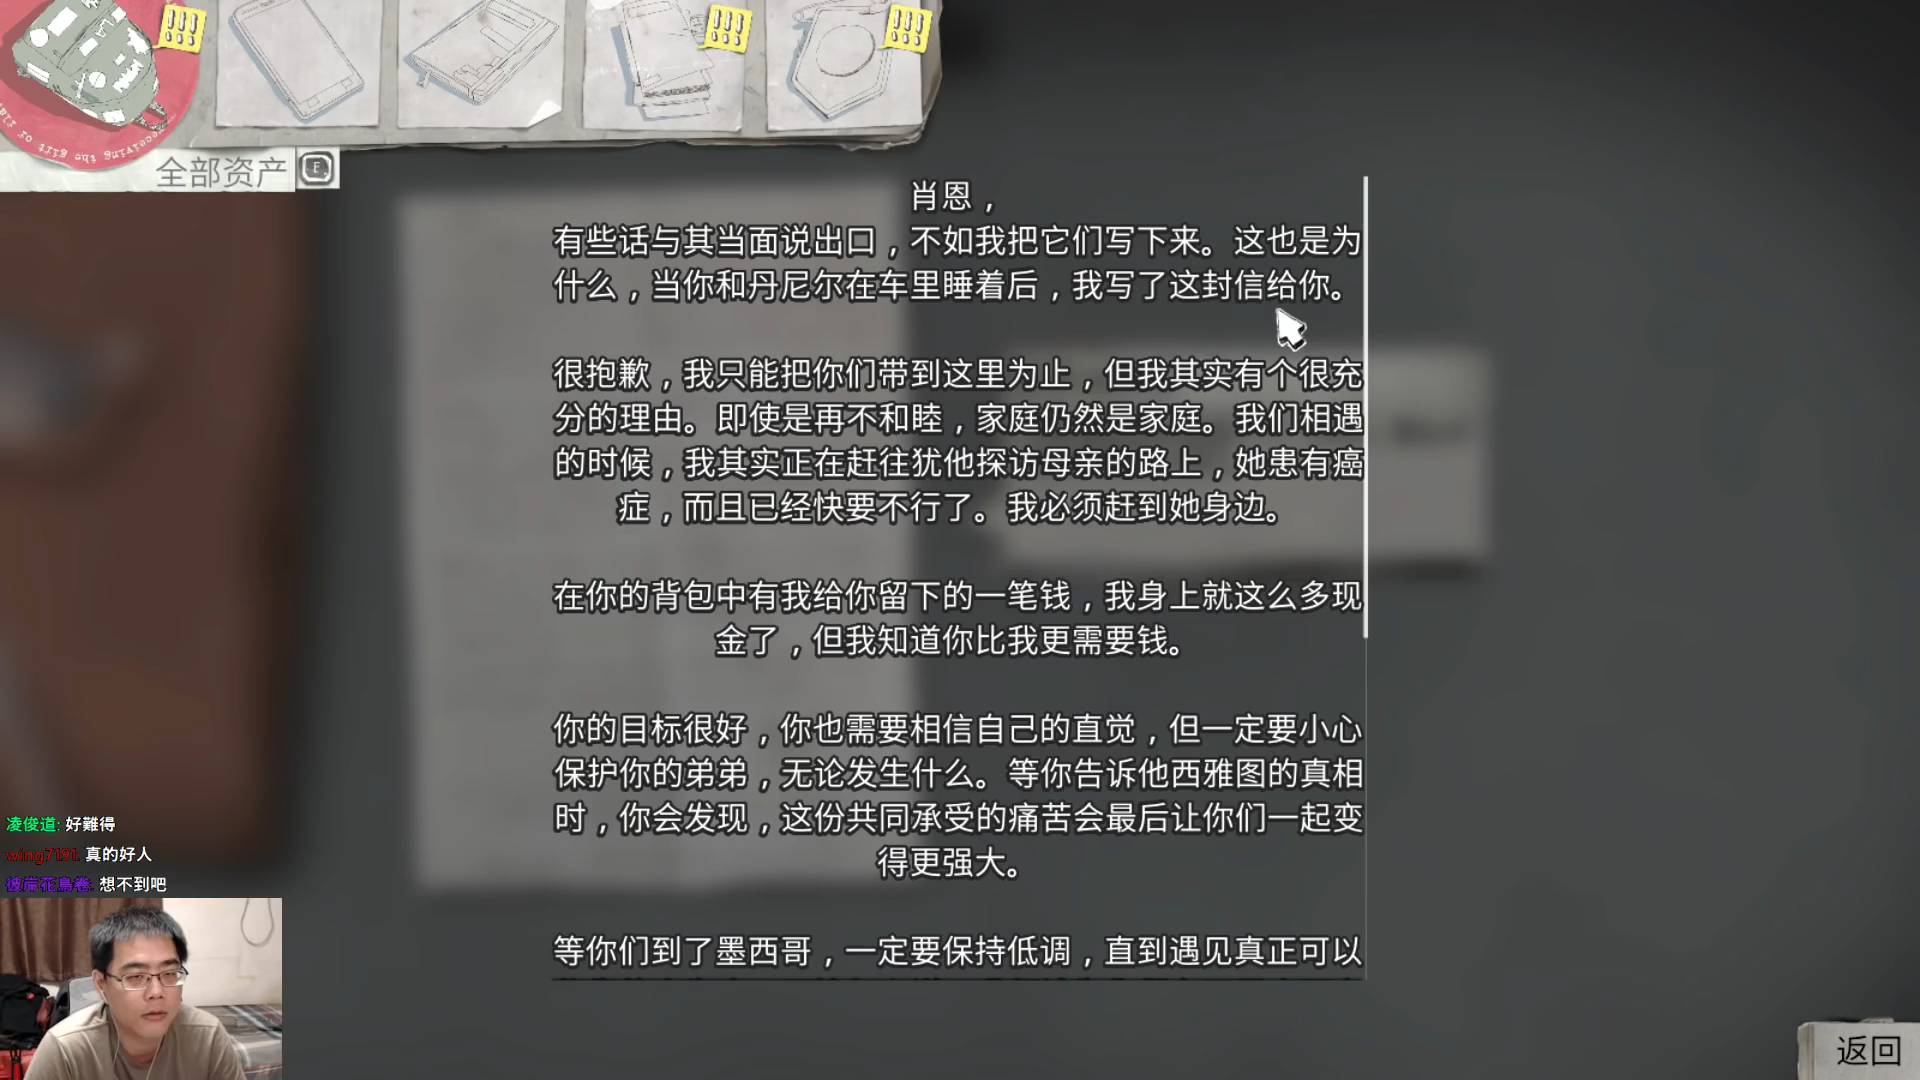 全部资产
E
肖恩，
有些话与其当面说出口，不如我把它们写下来。这也是为
什么，当你和丹尼尔在车里睡着后，我写了这封信给你。
很抱歉，我只能把你们带到这里为止，但我其实有个很充
分的理由。即使是再不和睦，家庭仍然是家庭。我们相遇
的时候，我其实正在赶往犹他探访母亲的路上，她患有癌
症，而且已经快要不行了。我必须赶到她身边。
在你的背包中有我给你留下的一笔钱，我身上就这么多现
金了，但我知道你比我更需要钱。
你的目标很好，你也需要相信自己的直觉，但一定要小心
保护你的弟弟，无论发生什么。等你告诉他西雅图的真相
时，你会发现，这份共同承受的痛苦会最后让你们一起变
得更强大。
等你们到了墨西哥，一定要保持低调，直到遇见真正可以
凌俊道: 好難得
wing7191: 真的好人
彼岸花島卷: 想不到吧
返回